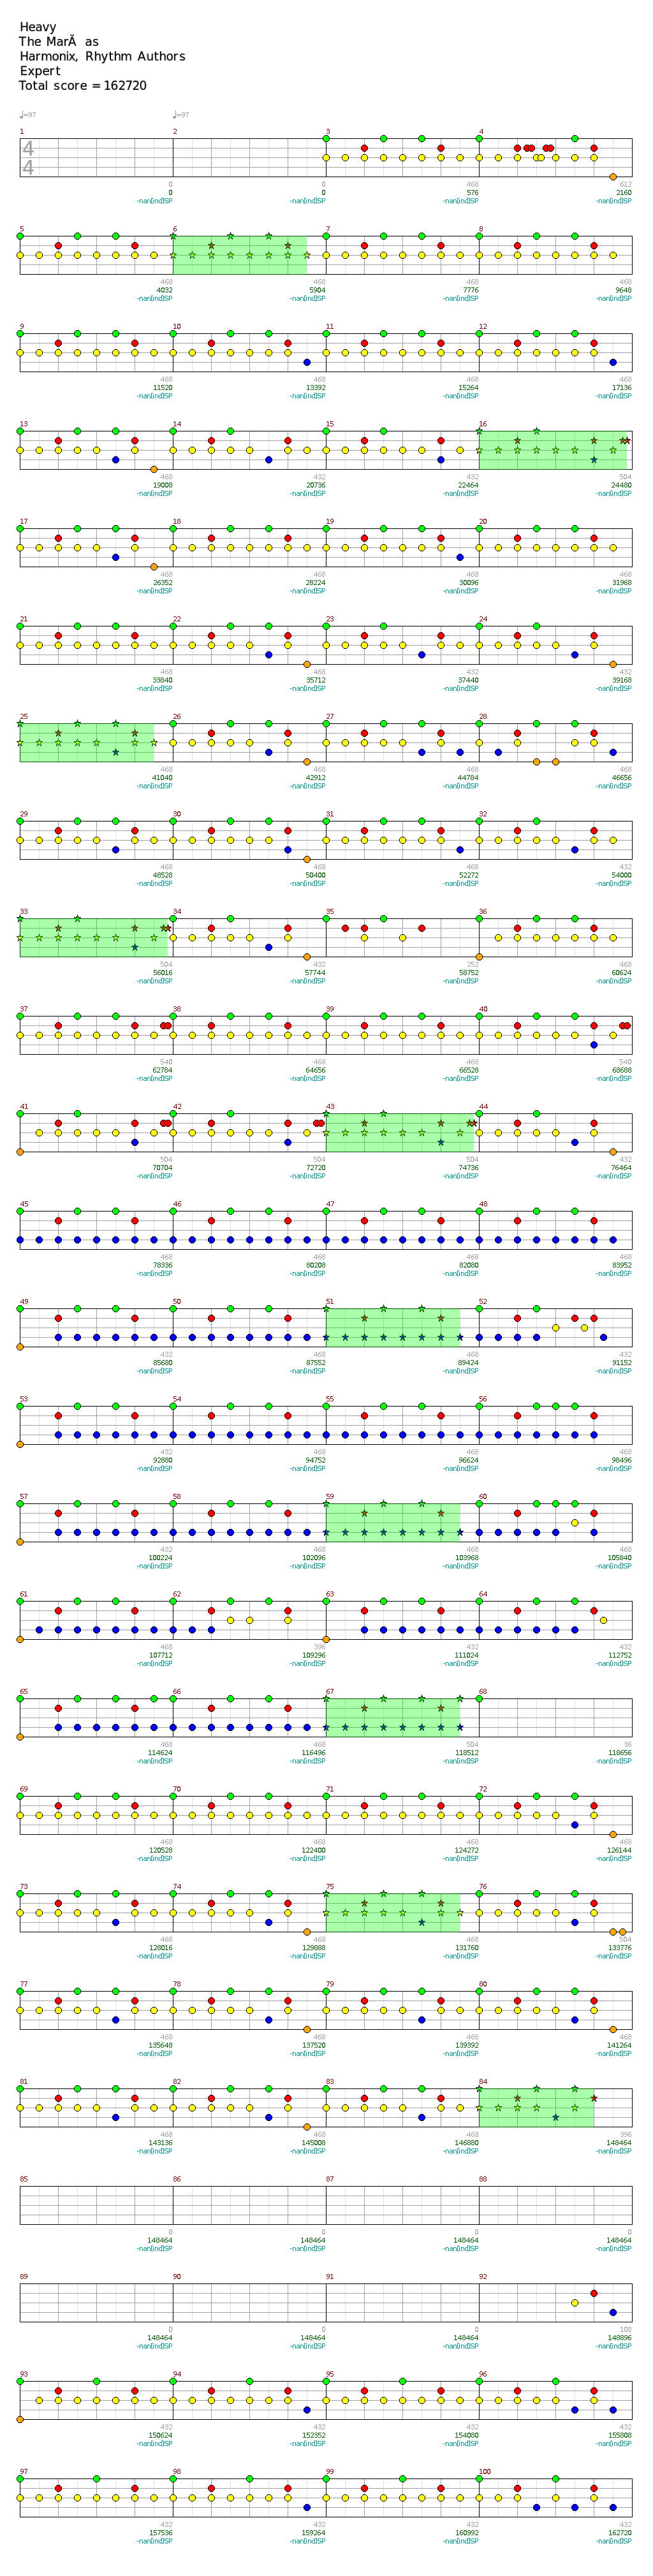 Heavy
The MarÃ as
Harmonix, Rhythm Authors
Expert
Total score = 162720
♩=97 ♩=97
1 2 3 4
4
4
0 0 468 612
0 0 576 2160
-nan(ind)SP -nan(ind)SP -nan(ind)SP -nan(ind)SP
5 6 7 8
468 468 468 468
4032 5904 7776 9648
-nan(ind)SP -nan(ind)SP -nan(ind)SP -nan(ind)SP
9 10 11 12
468 468 468 468
11520 13392 15264 17136
-nan(ind)SP -nan(ind)SP -nan(ind)SP -nan(ind)SP
13 14 15 16
468 432 432 504
19008 20736 22464 24480
-nan(ind)SP -nan(ind)SP -nan(ind)SP -nan(ind)SP
17 18 19 20
468 468 468 468
26352 28224 30096 31968
-nan(ind)SP -nan(ind)SP -nan(ind)SP -nan(ind)SP
21 22 23 24
468 468 432 432
33840 35712 37440 39168
-nan(ind)SP -nan(ind)SP -nan(ind)SP -nan(ind)SP
25 26 27 28
468 468 468 468
41040 42912 44784 46656
-nan(ind)SP -nan(ind)SP -nan(ind)SP -nan(ind)SP
29 30 31 32
468 468 468 432
48528 50400 52272 54000
-nan(ind)SP -nan(ind)SP -nan(ind)SP -nan(ind)SP
33 34 35 36
504 432 252 468
56016 57744 58752 60624
-nan(ind)SP -nan(ind)SP -nan(ind)SP -nan(ind)SP
37 38 39 40
540 468 468 540
62784 64656 66528 68688
-nan(ind)SP -nan(ind)SP -nan(ind)SP -nan(ind)SP
41 42 43 44
504 504 504 432
70704 72720 74736 76464
-nan(ind)SP -nan(ind)SP -nan(ind)SP -nan(ind)SP
45 46 47 48
468 468 468 468
78336 80208 82080 83952
-nan(ind)SP -nan(ind)SP -nan(ind)SP -nan(ind)SP
49 50 51 52
432 468 468 432
85680 87552 89424 91152
-nan(ind)SP -nan(ind)SP -nan(ind)SP -nan(ind)SP
53 54 55 56
432 468 468 468
92880 94752 96624 98496
-nan(ind)SP -nan(ind)SP -nan(ind)SP -nan(ind)SP
57 58 59 60
432 468 468 468
100224 102096 103968 105840
-nan(ind)SP -nan(ind)SP -nan(ind)SP -nan(ind)SP
61 62 63 64
468 396 432 432
107712 109296 111024 112752
-nan(ind)SP -nan(ind)SP -nan(ind)SP -nan(ind)SP
65 66 67 68
468 468 504 36
114624 116496 118512 118656
-nan(ind)SP -nan(ind)SP -nan(ind)SP -nan(ind)SP
69 70 71 72
468 468 468 468
120528 122400 124272 126144
-nan(ind)SP -nan(ind)SP -nan(ind)SP -nan(ind)SP
73 74 75 76
468 468 468 504
128016 129888 131760 133776
-nan(ind)SP -nan(ind)SP -nan(ind)SP -nan(ind)SP
77 78 79 80
468 468 468 468
135648 137520 139392 141264
-nan(ind)SP -nan(ind)SP -nan(ind)SP -nan(ind)SP
81 82 83 84
468 468 468 396
143136 145008 146880 148464
-nan(ind)SP -nan(ind)SP -nan(ind)SP -nan(ind)SP
85 86 87 88
0 0 0 0
148464 148464 148464 148464
-nan(ind)SP -nan(ind)SP -nan(ind)SP -nan(ind)SP
89 90 91 92
0 0 0 108
148464 148464 148464 148896
-nan(ind)SP -nan(ind)SP -nan(ind)SP -nan(ind)SP
93 94 95 96
432 432 432 432
150624 152352 154080 155808
-nan(ind)SP -nan(ind)SP -nan(ind)SP -nan(ind)SP
97 98 99 100
432 432 432 432
157536 159264 160992 162720
-nan(ind)SP -nan(ind)SP -nan(ind)SP -nan(ind)SP